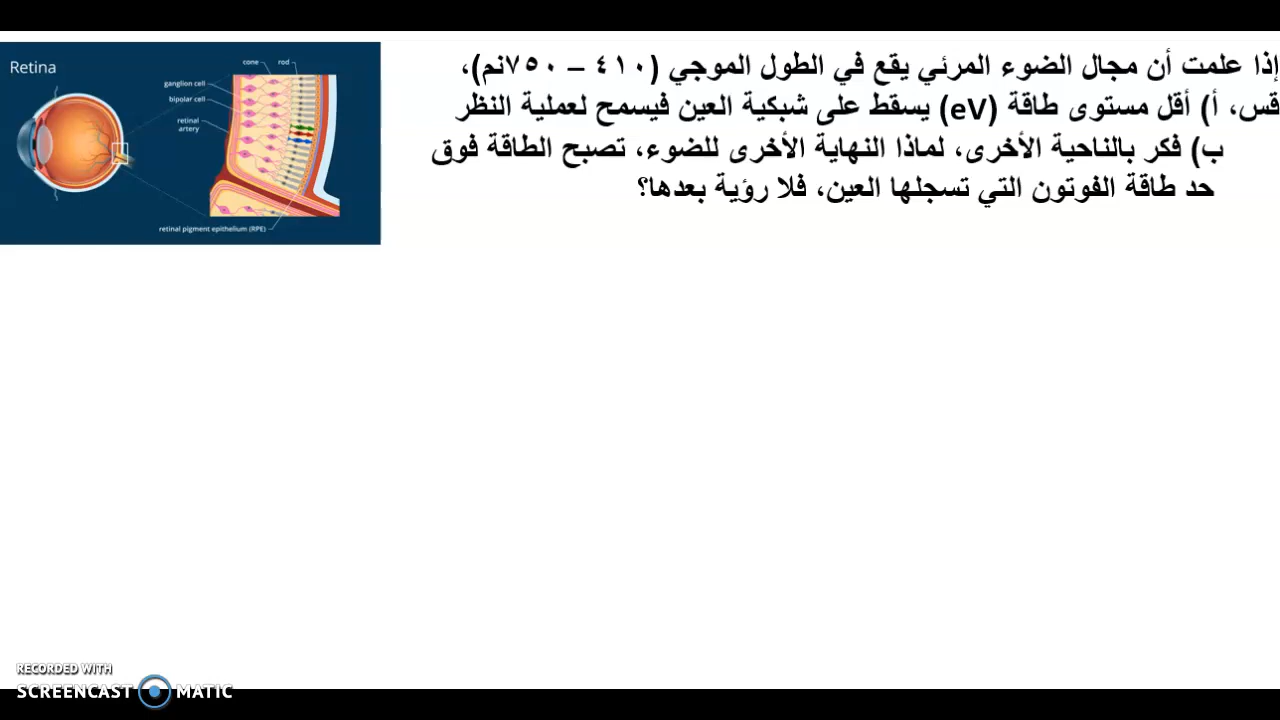 إذا علمت أن مجال الضوء المرئي يقع في الطول الموجي (٤١٠ – ٧٥٠نم)،
قس، أ) أقل مستوى طاقة (eV) يسقط على شبكية العين فيسمح لعملية النظر
ب) فكر بالناحية الأخرى، لماذا النهاية الأخرى للضوء، تصبح الطاقة فوق
حد طاقة الفوتون التي تسجلها العين، فلا رؤية بعدها؟
Retina
cone rod
ganglion cell
bipolar cell
retinal
artery
retinal pigment epithelium (RPE)
RECORDED WITH
SCREENCAST MATIC